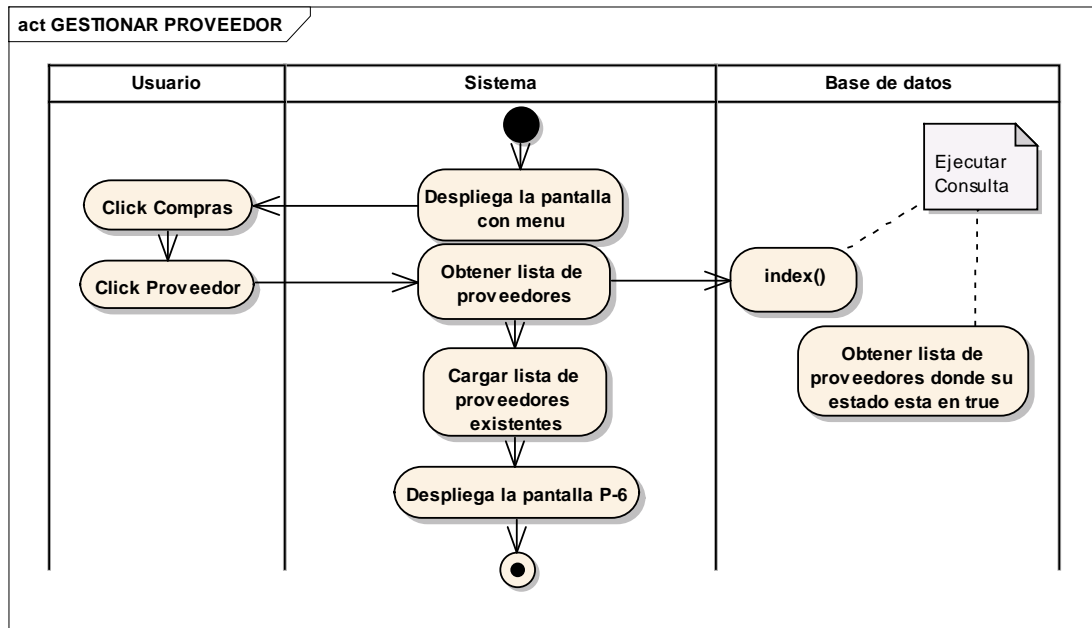 act GESTIONAR PROVEEDOR
Usuario
Sistema
Base de datos
Ejecutar
Consulta
Despliega la pantalla
con menu
Click Compras
Click Proveedor
Obtener lista de
proveedores
index()
Cargar lista de
proveedores
existentes
Obtener lista de
proveedores donde su
estado esta en true
Despliega la pantalla P-6